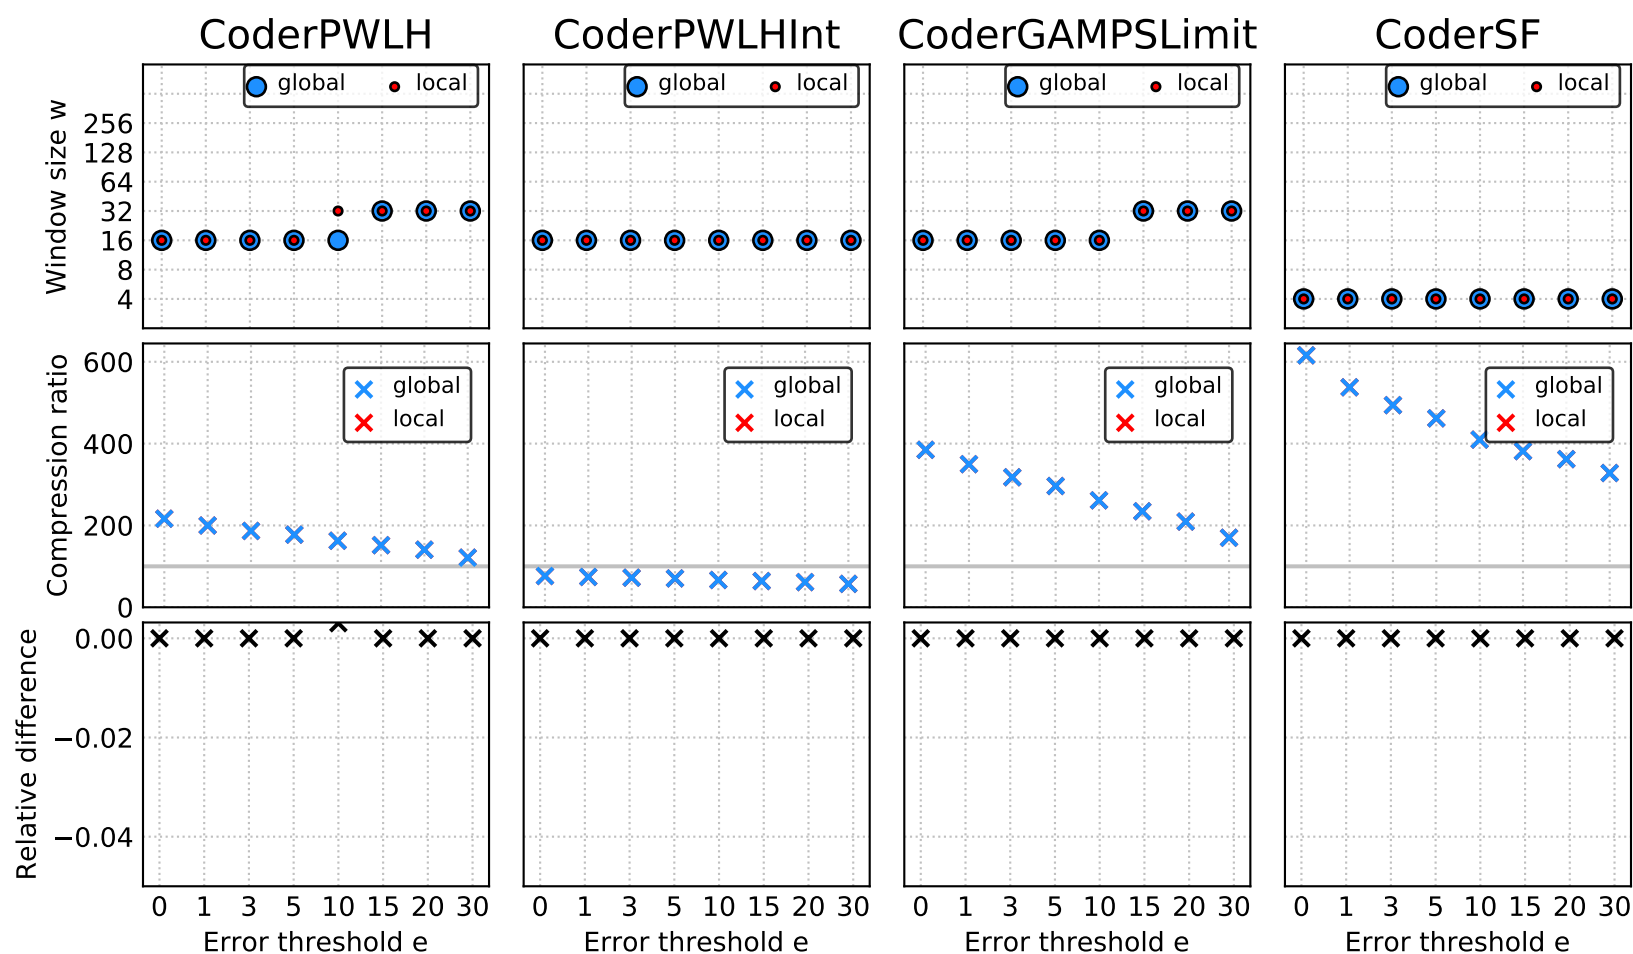 CoderPWLH CoderPWLHInt CoderGAMPSLimit CoderSF
Window size w
256
128
64
32
16
8
4
global local
global local
global local
global local
Compression ratio
600
400
200
0
global
local
global
local
global
local
global
local
Relative difference
0.00
−0.02
−0.04
0 1 3 5 10 15 20 30
0 1 3 5 10 15 20 30
0 1 3 5 10 15 20 30
0 1 3 5 10 15 20 30
Error threshold e
Error threshold e
Error threshold e
Error threshold e